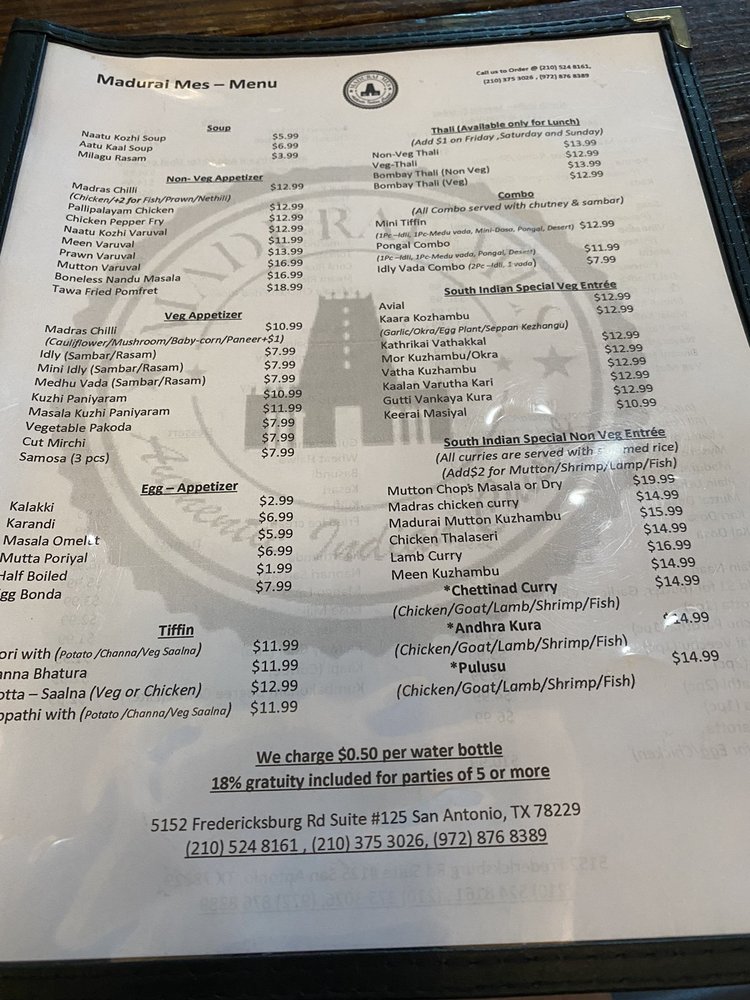 Madurai Mes – Menu
Call us to Order @ (210) 524 8161,
(210) 375 3026 , (972) 876 8389
Soup
Naatu Kozhi Soup $5.99
Aatu Kaal Soup $6.99
Milagu Rasam $3.99
Non- Veg Appetizer
Madras Chilli $12.99
(Chicken/+2 for Fish/Prawn/Nethili)
Pallipalayam Chicken $12.99
Chicken Pepper Fry $12.99
Naatu Kozhi Varuval $12.99
Meen Varuval $11.99
Prawn Varuval $13.99
Mutton Varuval $16.99
Boneless Nandu Masala $16.99
Tawa Fried Pomfret $18.99
Veg Appetizer
Madras Chilli $10.99
(Cauliflower/Mushroom/Baby-corn/Paneer+$1)
Idly (Sambar/Rasam) $7.99
Mini Idly (Sambar/Rasam) $7.99
Medhu Vada (Sambar/Rasam) $7.99
Kuzhi Paniyaram $10.99
Masala Kuzhi Paniyaram $11.99
Vegetable Pakoda $7.99
Cut Mirchi $7.99
Samosa (3 pcs) $7.99
Egg – Appetizer
Kalakki $2.99
Karandi $6.99
Masala Omelet $5.99
Mutta Poriyal $6.99
Half Boiled $1.99
gg Bonda $7.99
Tiffin
ori with (Potato /Channa/Veg Saalna) $11.99
anna Bhatura $11.99
otta – Saalna (Veg or Chicken) $12.99
ppathi with (Potato /Channa/Veg Saalna) $11.99
Thali (Available only for Lunch)
(Add $1 on Friday ,Saturday and Sunday)
Non-Veg Thali $13.99
Veg-Thali $12.99
Bombay Thali (Non Veg) $13.99
Bombay Thali (Veg) $12.99
Combo
(All Combo served with chutney & sambar)
Mini Tiffin $12.99
(1Pc –Idli, 1Pc-Medu vada, Mini-Dosa, Pongal, Desert)
Pongal Combo $11.99
(1Pc –Idli, 1Pc-Medu vada, Pongal, Desert)
Idly Vada Combo (2Pc –Idli, 1 vada) $7.99
South Indian Special Veg Entrée
Avial $12.99
Kaara Kozhambu $12.99
(Garlic/Okra/Egg Plant/Seppan Kezhangu)
Kathrikai Vathakkal $12.99
Mor Kuzhambu/Okra $12.99
Vatha Kuzhambu $12.99
Kaalan Varutha Kari $12.99
Gutti Vankaya Kura $12.99
Keerai Masiyal $10.99
South Indian Special Non Veg Entrée
(All curries are served with med rice)
(Add$2 for Mutton/Shrimp/Lamp/Fish)
Mutton Chop's Masala or Dry $19.95
Madras chicken curry $14.99
Madurai Mutton Kuzhambu $15.99
Chicken Thalaseri $14.99
Lamb Curry $16.99
Meen Kuzhambu $14.99
*Chettinad Curry $14.99
(Chicken/Goat/Lamb/Shrimp/Fish)
*Andhra Kura $14.99
(Chicken/Goat/Lamb/Shrimp/Fish)
*Pulusu $14.99
(Chicken/Goat/Lamb/Shrimp/Fish)
We charge $0.50 per water bottle
18% gratuity included for parties of 5 or more
5152 Fredericksburg Rd Suite #125 San Antonio, TX 78229
(210) 524 8161 , (210) 375 3026, (972) 876 8389